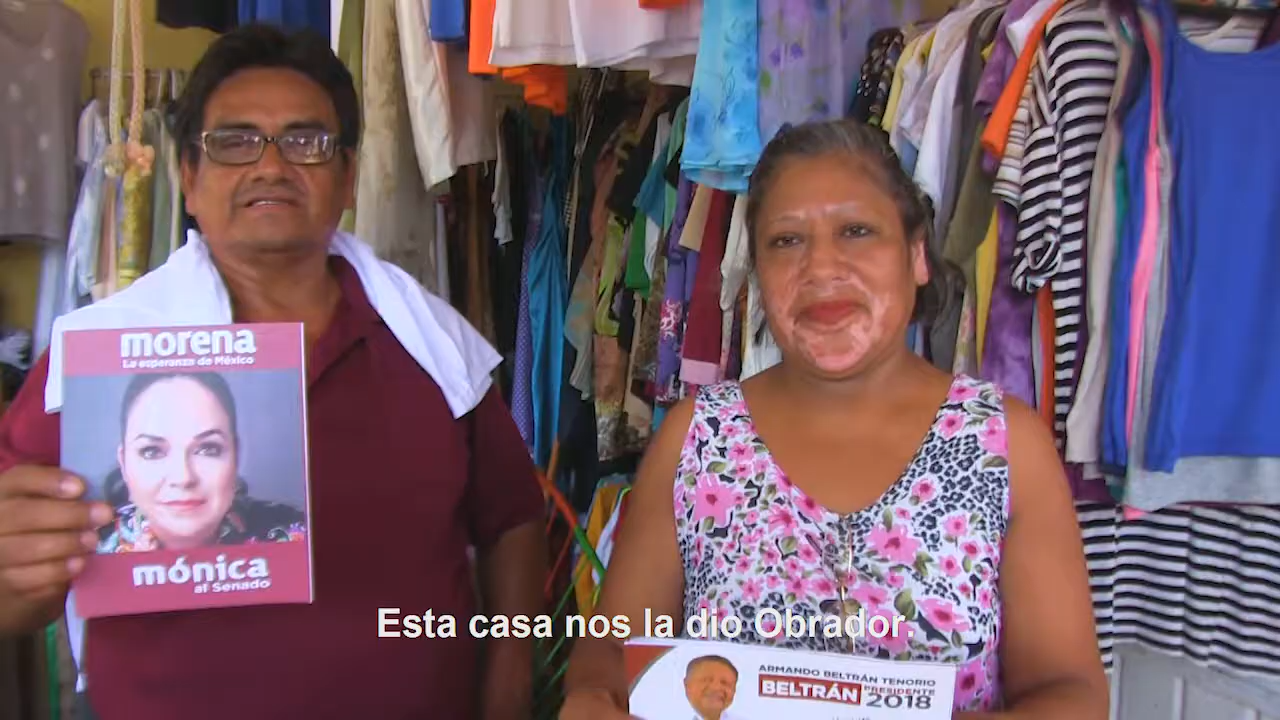 morena
La esperanza de México
mónica
al Senado
Esta casa nos la dio Obrador.
ARMANDO BELTRÁN TENORIO
BELTRÁN PRESIDENTE
2018